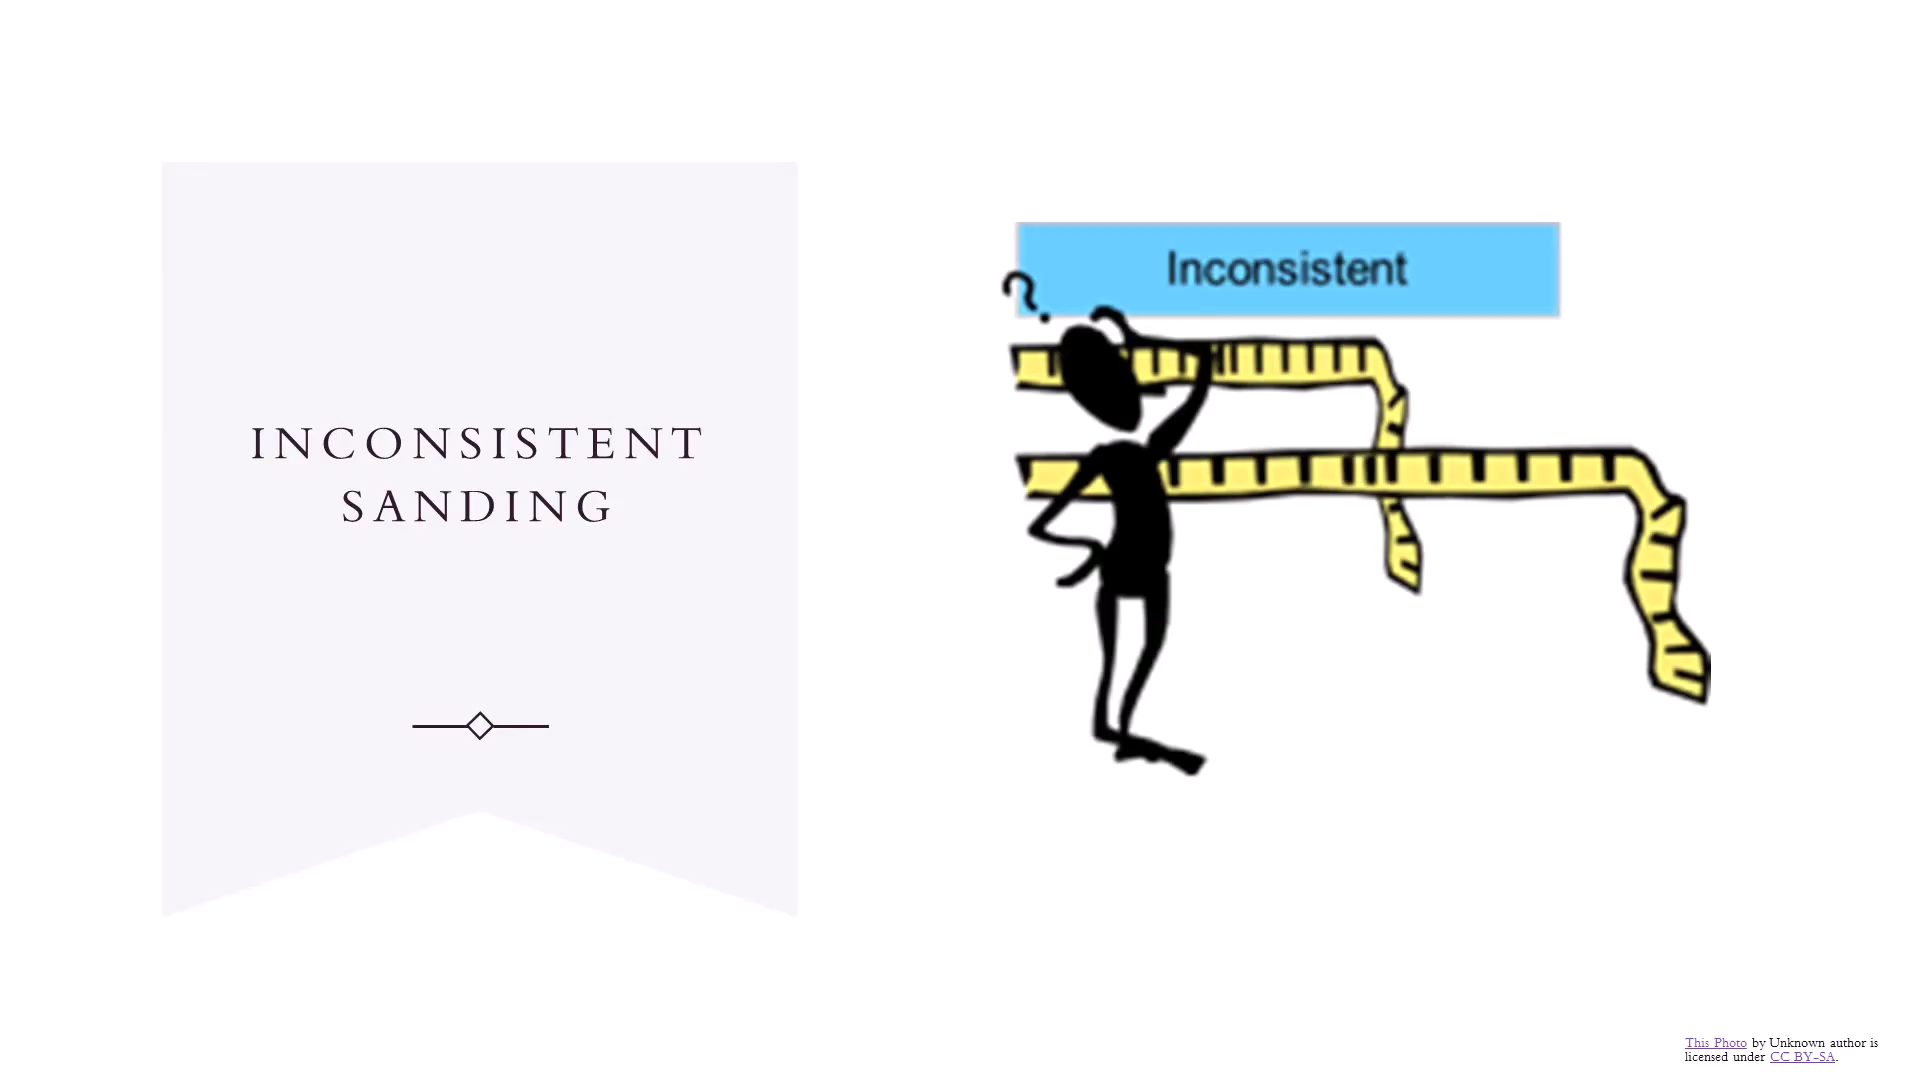 INCONSISTENT
SANDING
Inconsistent
?
This Photo by Unknown author is
licensed under CC BY-SA.